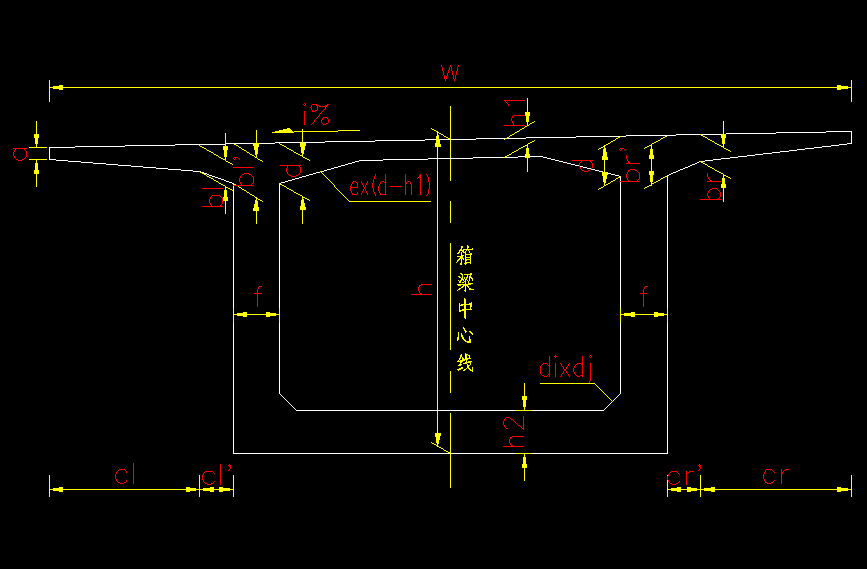 w
i%
h1
a
bl
bl'
d
ex(d-h1)
d
br'
br
h
箱梁中心线
f
f
dixdj
h2
cl
cl'
cr'
cr